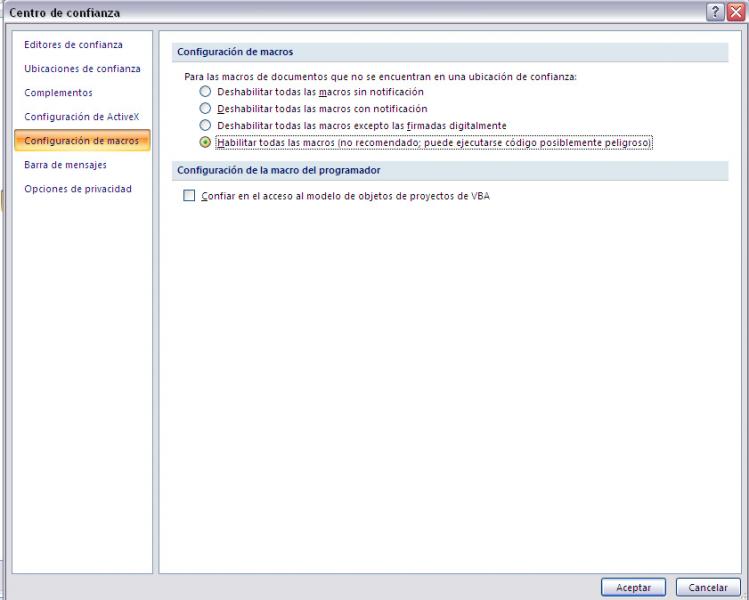 Centro de confianza
Editores de confianza
Ubicaciones de confianza
Complementos
Configuración de ActiveX
Configuración de macros
Barra de mensajes
Opciones de privacidad
Configuración de macros
Para las macros de documentos que no se encuentran en una ubicación de confianza:
Deshabilitar todas las macros sin notificación
Deshabilitar todas las macros con notificación
Deshabilitar todas las macros excepto las firmadas digitalmente
Habilitar todas las macros (no recomendado; puede ejecutarse código posiblemente peligroso)
Configuración de la macro del programador
Confiar en el acceso al modelo de objetos de proyectos de VBA
Aceptar
Cancelar